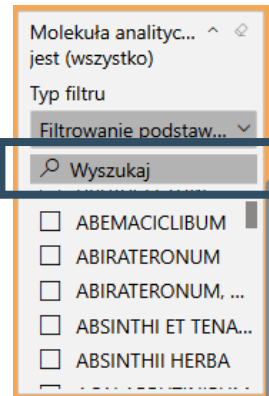 Molekuła analityc...
jest (wszystko)
Typ filtru
Filtrowanie podstaw...
Wyszukaj
ABEMACICLIBUM
ABIRATERONUM
ABIRATERONUM, ...
ABSINTHI ET TENA...
ABSINTHII HERBA